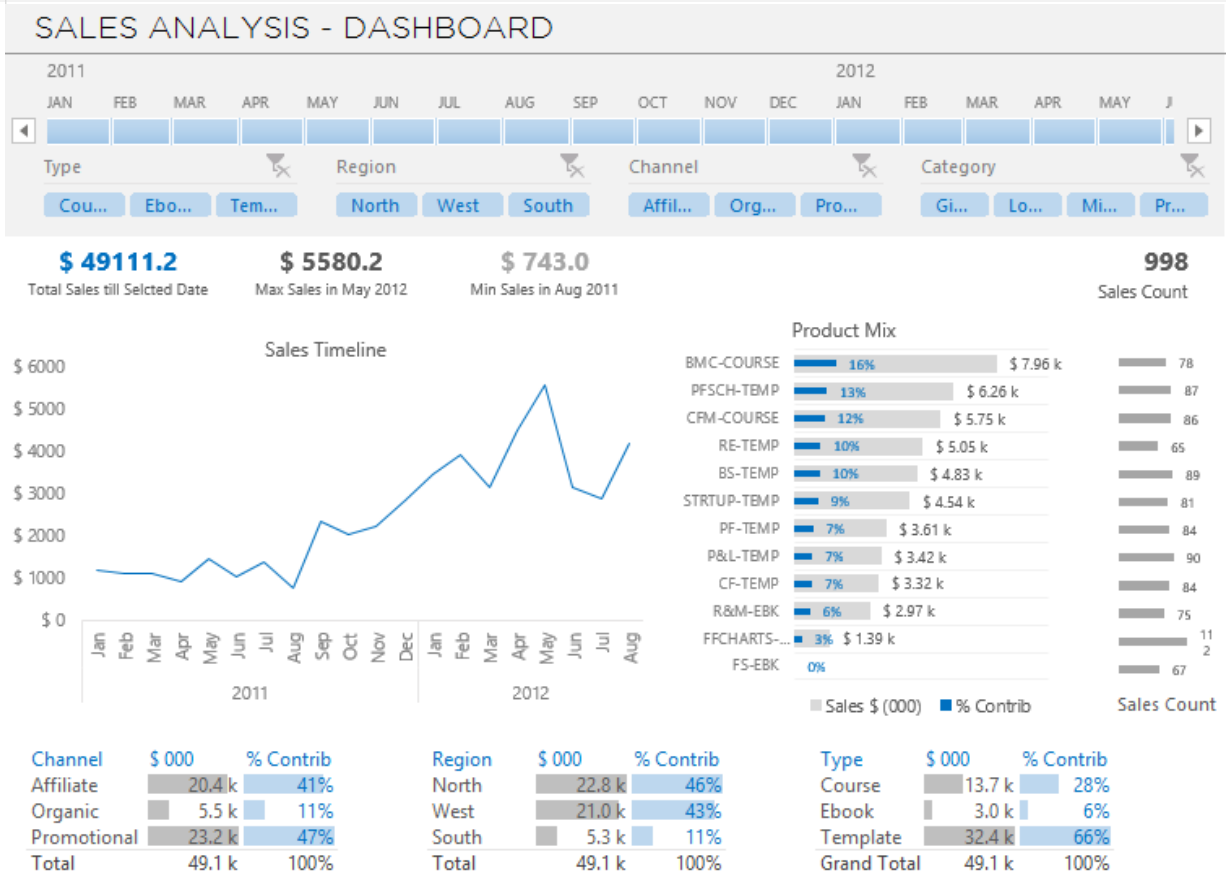 SALES ANALYSIS - DASHBOARD
2011 2012
JAN FEB MAR APR MAY JUN JUL AUG SEP OCT NOV DEC JAN FEB MAR APR MAY
Type Region Channel Category
Cou... Ebo... Tem... North West South Affil... Org... Pro... Gi... Lo... Mi... Pr...
$ 49111.2 $ 5580.2 $ 743.0 998
Total Sales till Selcted Date Max Sales in May 2012 Min Sales in Aug 2011 Sales Count
Sales Timeline
$ 6000
$ 5000
$ 4000
$ 3000
$ 2000
$ 1000
$ 0
Jan Feb Mar Apr May Jun Jul Aug Sep Oct Nov Dec Jan Feb Mar Apr May Jun Jul Aug
2011 2012
Product Mix
BMC-COURSE 16% $ 7.96 k 78
PFSCH-TEMP 13% $ 6.26 k 87
CFM-COURSE 12% $ 5.75 k 86
RE-TEMP 10% $ 5.05 k 65
BS-TEMP 10% $ 4.83 k 89
STRTUP-TEMP 9% $ 4.54 k 81
PF-TEMP 7% $ 3.61 k 84
P&L-TEMP 7% $ 3.42 k 90
CF-TEMP 7% $ 3.32 k 84
R&M-EBK 6% $ 2.97 k 75
FFCHARTS-... 3% $ 1.39 k 112
FS-EBK 0% 67
Sales $ (000) % Contrib Sales Count
Channel $ 000 % Contrib
Affiliate 20.4 k 41%
Organic 5.5 k 11%
Promotional 23.2 k 47%
Total 49.1 k 100%
Region $ 000 % Contrib
North 22.8 k 46%
West 21.0 k 43%
South 5.3 k 11%
Total 49.1 k 100%
Type $ 000 % Contrib
Course 13.7 k 28%
Ebook 3.0 k 6%
Template 32.4 k 66%
Grand Total 49.1 k 100%